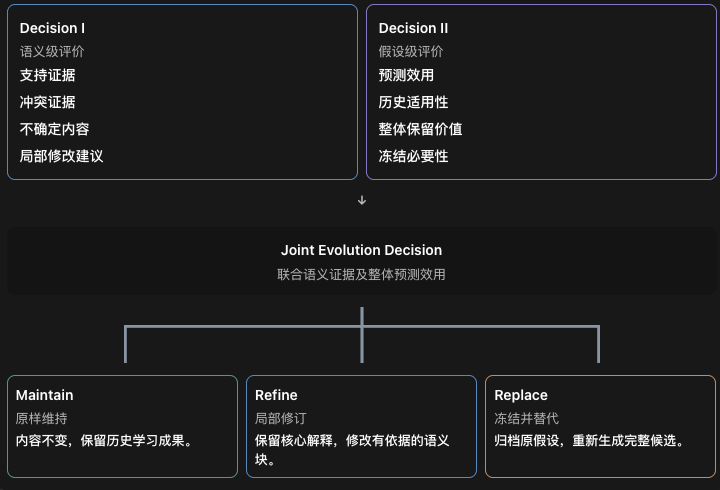 Decision I
语义级评价
支持证据
冲突证据
不确定内容
局部修改建议
Decision II
假设级评价
预测效用
历史适用性
整体保留价值
冻结必要性
↓
Joint Evolution Decision
联合语义证据及整体预测效用
Maintain
原样维持
内容不变，保留历史学习成果。
Refine
局部修订
保留核心解释，修改有依据的语义
块。
Replace
冻结并替代
归档原假设，重新生成完整候选。